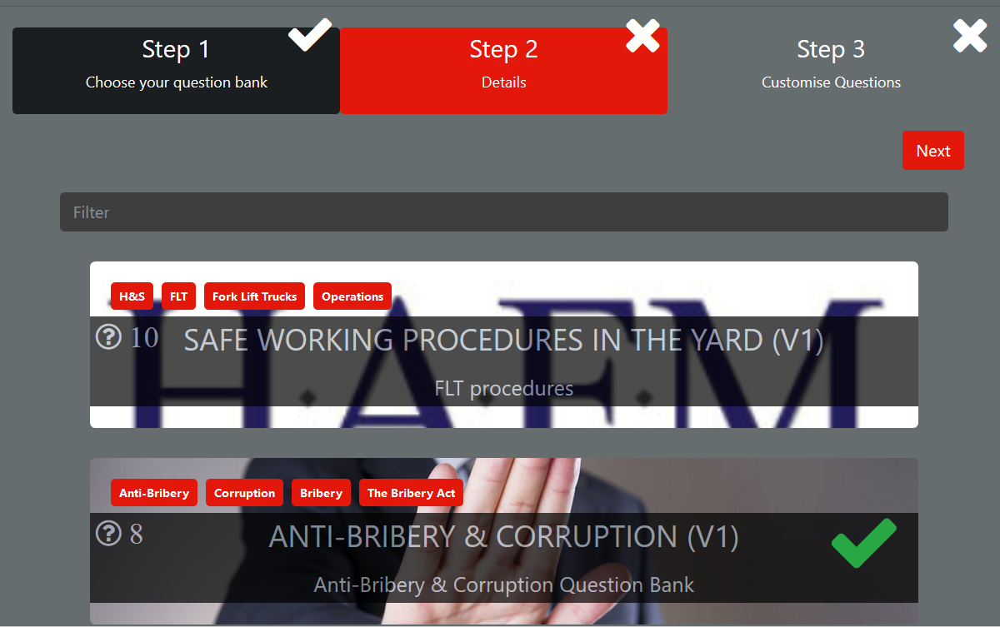 Step 1
Choose your question bank
Step 2
Details
Step 3
Customise Questions
Next
Filter
H&S FLT Fork Lift Trucks Operations
H·A·F·M
10 SAFE WORKING PROCEDURES IN THE YARD (V1)
FLT procedures
Anti-Bribery Corruption Bribery The Bribery Act
8 ANTI-BRIBERY & CORRUPTION (V1)
Anti-Bribery & Corruption Question Bank